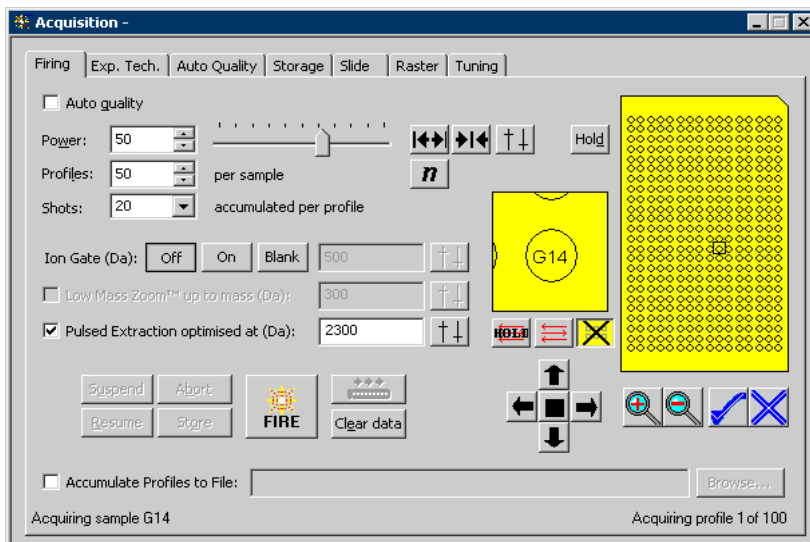 Acquisition -
Firing Exp. Tech. Auto Quality Storage Slide Raster Tuning
Auto quality
Power: 50 Hold
Profiles: 50 per sample n
Shots: 20 accumulated per profile
G14
Ion Gate (Da): Off On Blank 500
Low Mass Zoom™ up to mass (Da): 300
Pulsed Extraction optimised at (Da): 2300 HOLD
Suspend Abort
Resume Store FIRE Clear data
Accumulate Profiles to File: Browse...
Acquiring sample G14 Acquiring profile 1 of 100